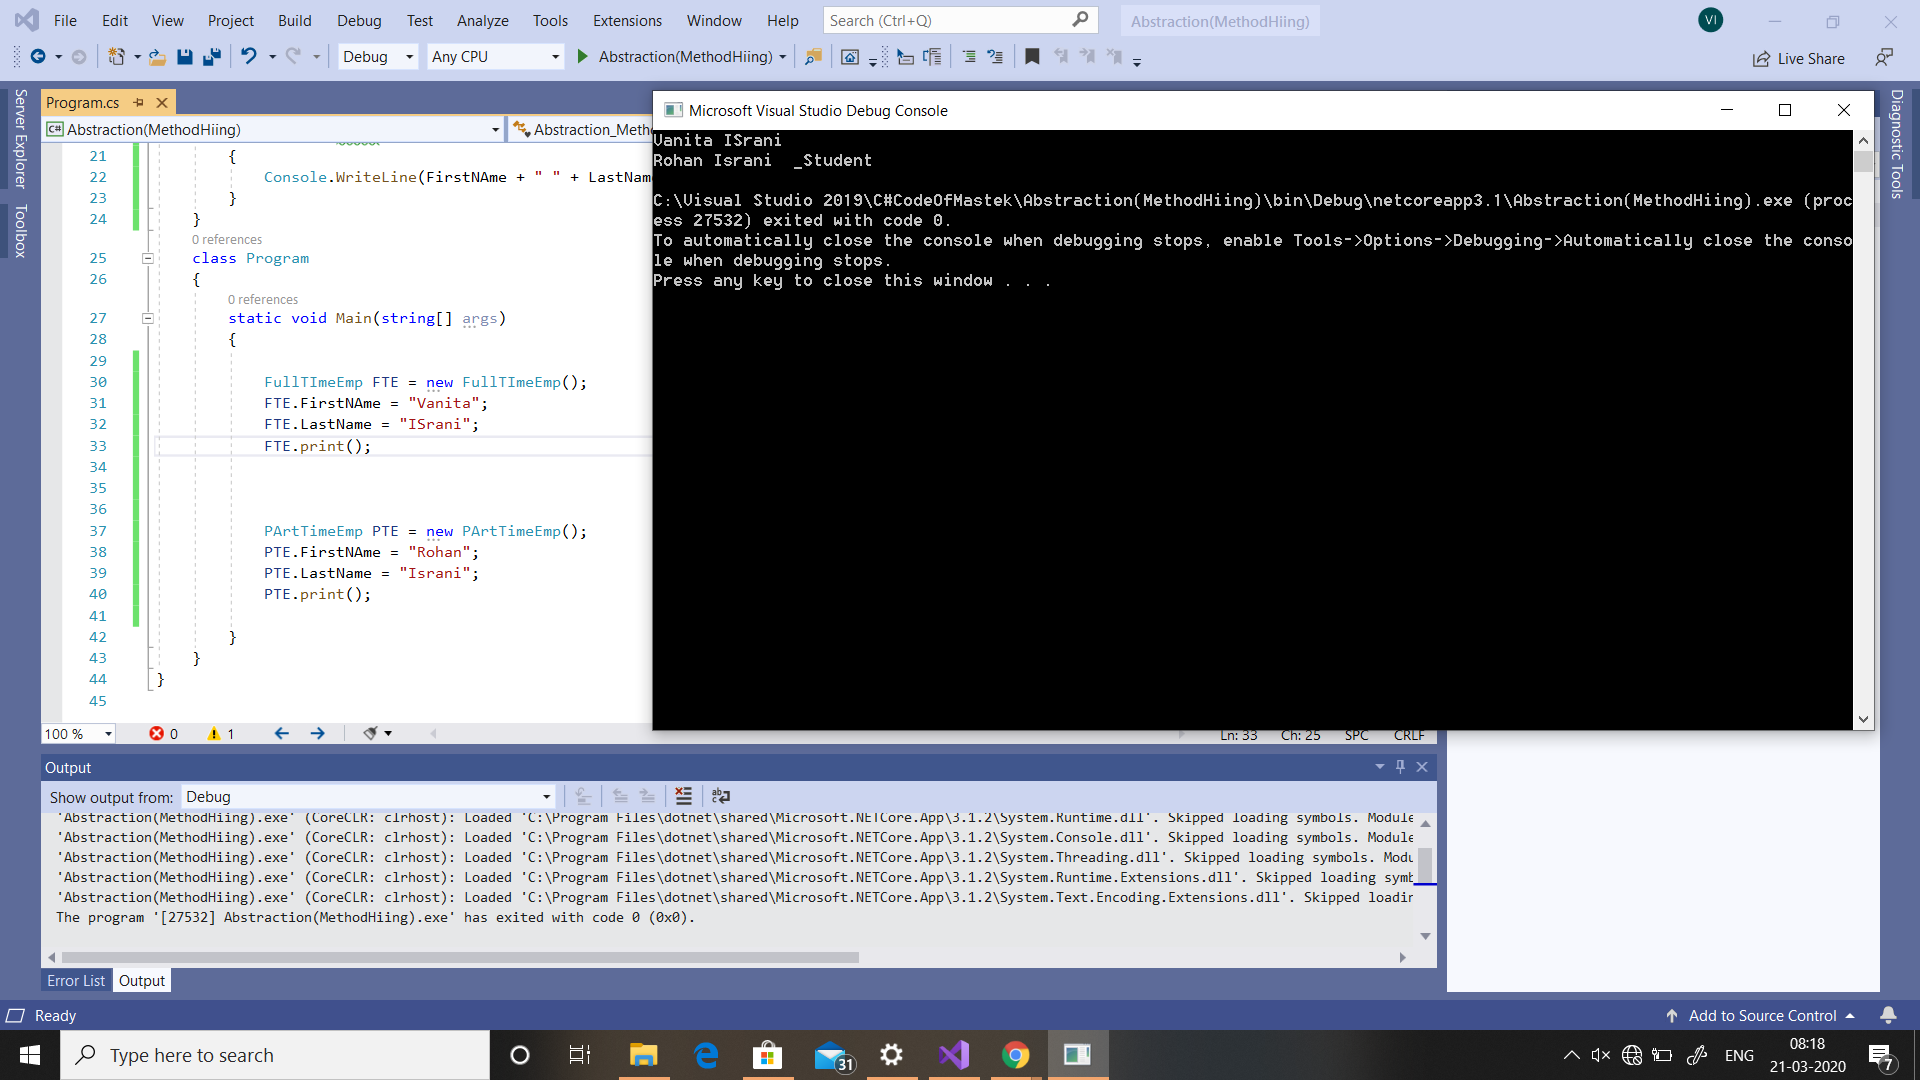 File Edit View Project Build Debug Test Analyze Tools Extensions Window Help Search (Ctrl+Q) Abstraction(MethodHiing) VI
Debug Any CPU Abstraction(MethodHiing) Live Share
Server Explorer
Toolbox
Program.cs
C# Abstraction(MethodHiing) Abstraction_Metho
21 {
22 Console.WriteLine(FirstNAme + " " + LastName
23 }
24 }
0 references
25 class Program
26 {
0 references
27 static void Main(string[] args)
28 {
29
30 FullTImeEmp FTE = new FullTImeEmp();
31 FTE.FirstNAme = "Vanita";
32 FTE.LastName = "ISrani";
33 FTE.print();
34
35
36
37 PArtTimeEmp PTE = new PArtTimeEmp();
38 PTE.FirstNAme = "Rohan";
39 PTE.LastName = "Israni";
40 PTE.print();
41
42 }
43 }
44 }
45
100 % 0 1 Ln: 33 Ch: 25 SPC CRLF
Microsoft Visual Studio Debug Console
Vanita ISrani
Rohan Israni _Student
C:\Visual Studio 2019\C#CodeOfMastek\Abstraction(MethodHiing)\bin\Debug\netcoreapp3.1\Abstraction(MethodHiing).exe (proc
ess 27532) exited with code 0.
To automatically close the console when debugging stops, enable Tools->Options->Debugging->Automatically close the conso
le when debugging stops.
Press any key to close this window . . .
Diagnostic Tools
Output
Show output from: Debug
'Abstraction(MethodHiing).exe' (CoreCLR: clrhost): Loaded 'C:\Program Files\dotnet\shared\Microsoft.NETCore.App\3.1.2\System.Runtime.dll'. Skipped loading symbols. Module
'Abstraction(MethodHiing).exe' (CoreCLR: clrhost): Loaded 'C:\Program Files\dotnet\shared\Microsoft.NETCore.App\3.1.2\System.Console.dll'. Skipped loading symbols. Module
'Abstraction(MethodHiing).exe' (CoreCLR: clrhost): Loaded 'C:\Program Files\dotnet\shared\Microsoft.NETCore.App\3.1.2\System.Threading.dll'. Skipped loading symbols. Modu
'Abstraction(MethodHiing).exe' (CoreCLR: clrhost): Loaded 'C:\Program Files\dotnet\shared\Microsoft.NETCore.App\3.1.2\System.Runtime.Extensions.dll'. Skipped loading symb
'Abstraction(MethodHiing).exe' (CoreCLR: clrhost): Loaded 'C:\Program Files\dotnet\shared\Microsoft.NETCore.App\3.1.2\System.Text.Encoding.Extensions.dll'. Skipped loadin
The program '[27532] Abstraction(MethodHiing).exe' has exited with code 0 (0x0).
Error List Output
Ready Add to Source Control
Type here to search 31 ENG 08:18
21-03-2020 7